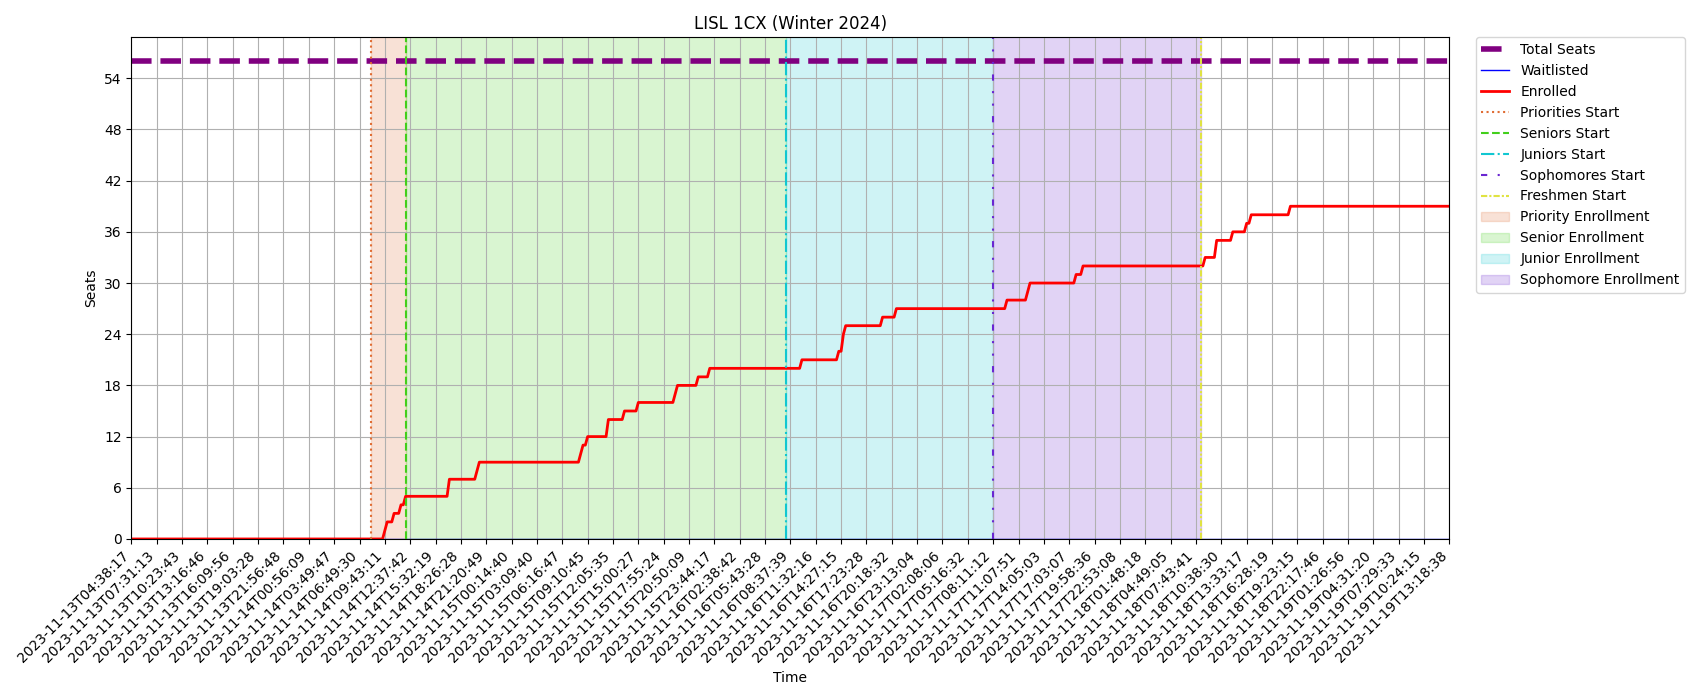 LISL 1CX (Winter 2024)
Seats
54
48
42
36
30
24
18
12
6
0
2023-11-13T04:38:17
2023-11-13T07:31:13
2023-11-13T10:23:43
2023-11-13T13:16:46
2023-11-13T16:09:56
2023-11-13T19:03:28
2023-11-13T21:56:48
2023-11-14T00:56:09
2023-11-14T03:49:47
2023-11-14T06:49:30
2023-11-14T09:43:11
2023-11-14T12:37:42
2023-11-14T15:32:19
2023-11-14T18:26:28
2023-11-14T21:20:49
2023-11-15T00:14:40
2023-11-15T03:09:40
2023-11-15T06:16:47
2023-11-15T09:10:45
2023-11-15T12:05:35
2023-11-15T15:00:27
2023-11-15T17:55:24
2023-11-15T20:50:09
2023-11-15T23:44:17
2023-11-16T02:38:42
2023-11-16T05:43:28
2023-11-16T08:37:39
2023-11-16T11:32:16
2023-11-16T14:27:15
2023-11-16T17:23:28
2023-11-16T20:18:32
2023-11-16T23:13:04
2023-11-17T02:08:06
2023-11-17T05:16:32
2023-11-17T08:11:12
2023-11-17T11:07:51
2023-11-17T14:05:03
2023-11-17T17:03:07
2023-11-17T19:58:36
2023-11-17T22:53:08
2023-11-18T01:48:18
2023-11-18T04:49:05
2023-11-18T07:43:41
2023-11-18T10:38:30
2023-11-18T13:33:17
2023-11-18T16:28:19
2023-11-18T19:23:15
2023-11-18T22:17:46
2023-11-19T01:26:56
2023-11-19T04:31:20
2023-11-19T07:29:33
2023-11-19T10:24:15
2023-11-19T13:18:38
Time
Total Seats
Waitlisted
Enrolled
Priorities Start
Seniors Start
Juniors Start
Sophomores Start
Freshmen Start
Priority Enrollment
Senior Enrollment
Junior Enrollment
Sophomore Enrollment